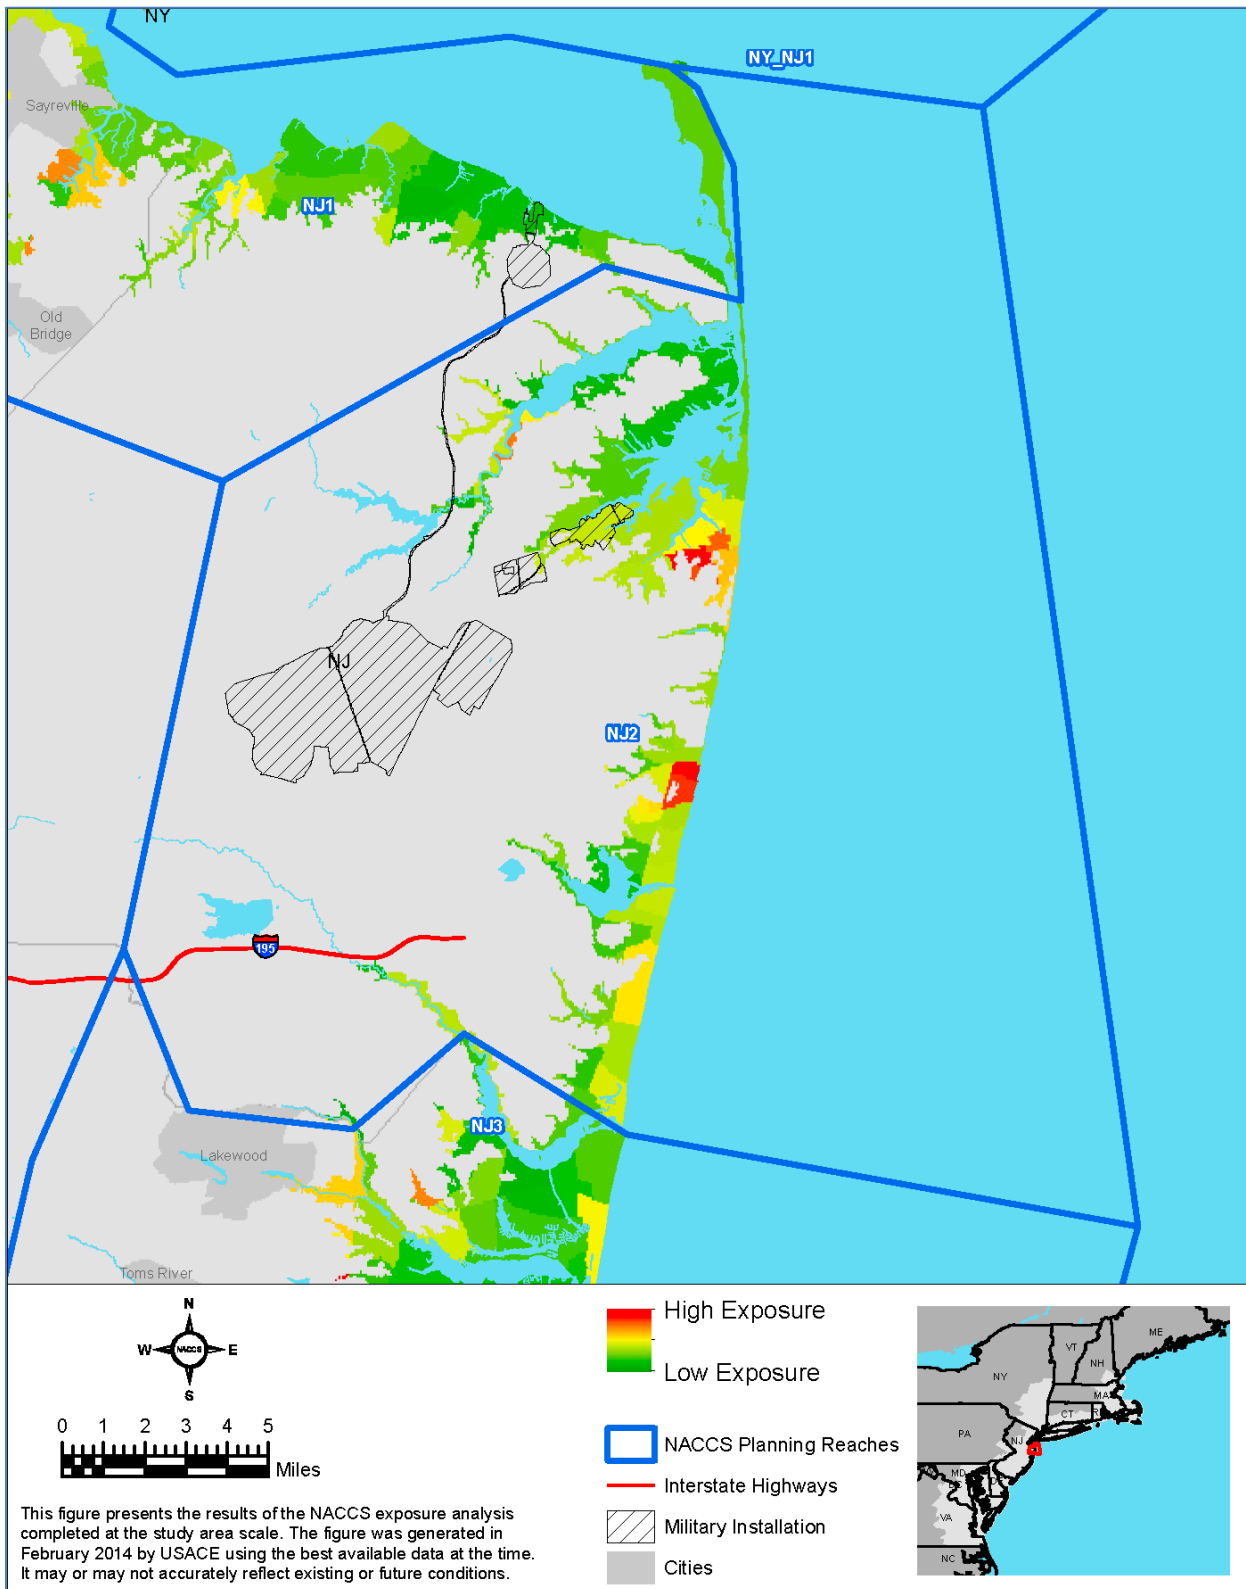 NY
NY_NJ1
Sayreville
NJ1
Old
Bridge
NJ
NJ2
195
NJ3
Lakewood
Toms River
N
W
NACCS
E
S
0 1 2 3 4 5
Miles
This figure presents the results of the NACCS exposure analysis
completed at the study area scale. The figure was generated in
February 2014 by USACE using the best available data at the time.
It may or may not accurately reflect existing or future conditions.
High Exposure
Low Exposure
NACCS Planning Reaches
Interstate Highways
Military Installation
Cities
ME
VT
NH
NY
MA
CT
PA
NJ
MD
VA
NC